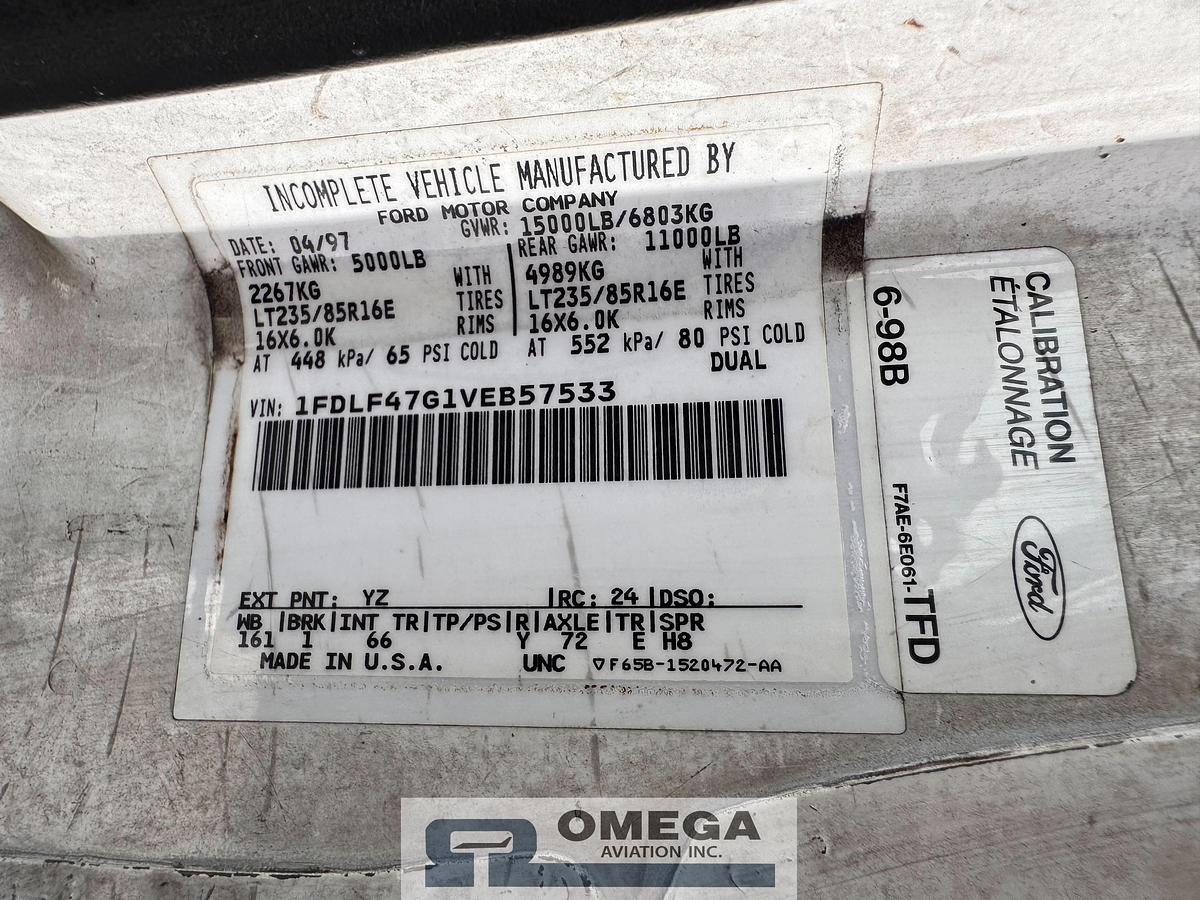 INCOMPLETE VEHICLE MANUFACTURED BY
FORD MOTOR COMPANY
DATE: 04/97 GVWR: 15000LB/6803KG
FRONT GAWR: 5000LB
2267KG WITH
LT235/85R16E TIRES
16X6.0K RIMS
AT 448 kPa/ 65 PSI COLD
REAR GAWR: 11000LB
4989KG WITH
LT235/85R16E TIRES
16X6.0K RIMS
AT 552 kPa/ 80 PSI COLD
DUAL
VIN: 1FDLF47G1VEB57533
EXT PNT: YZ |RC: 24 |DSO:
WB |BRK|INT TR|TP/PS|R|AXLE|TR|SPR
161 1 66 Y 72 E H8
MADE IN U.S.A. UNC ▽F65B-1520472-AA
CALIBRATION
ÉTALONNAGE
6-98B
F7AE-6E061-TFD
Ford
OMEGA
AVIATION INC.